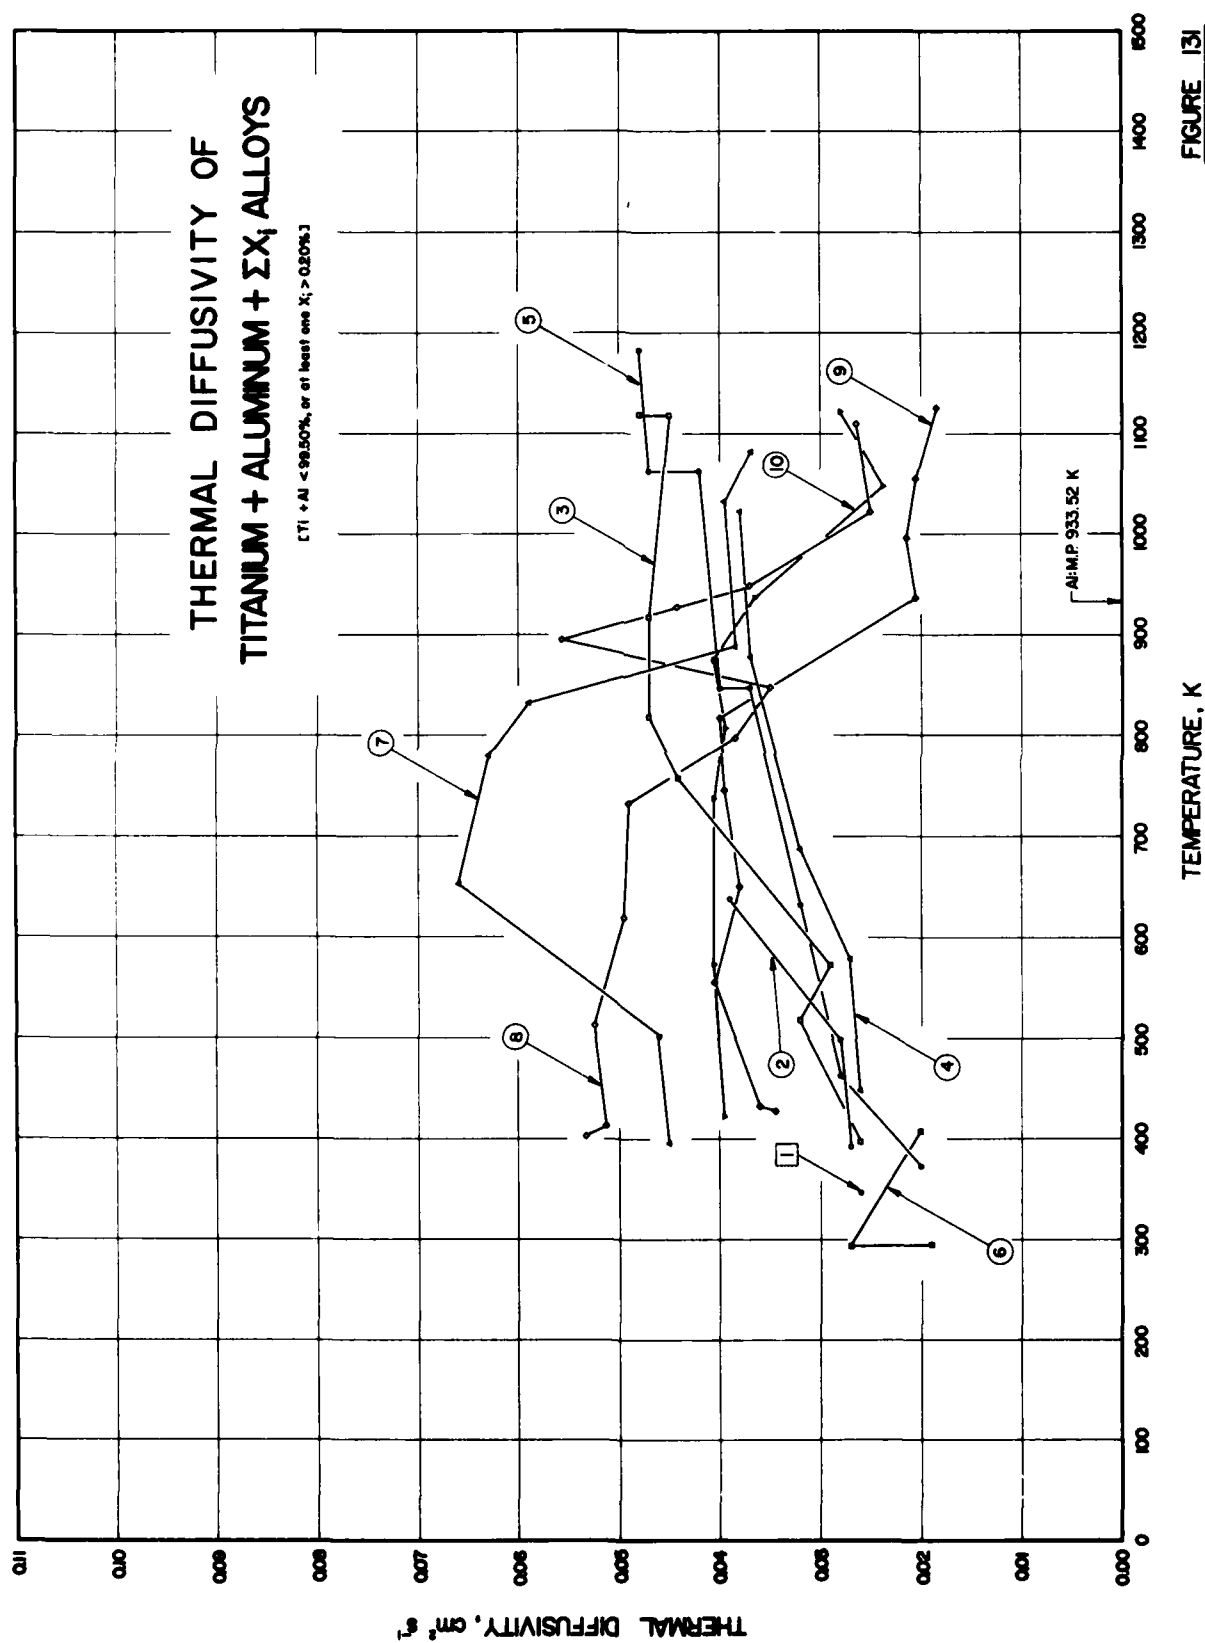 THERMAL DIFFUSIVITY OF
TITANIUM + ALUMINUM + ΣXi ALLOYS
[Ti + Al < 99.50%, or at least one Xi > 0.20%]
THERMAL DIFFUSIVITY, cm² s⁻¹
0.11
0.10
0.09
0.08
0.07
0.06
0.05
0.04
0.03
0.02
0.01
0.00
7
8
5
3
10
9
2
1
4
6
Al: M.P. 933.52 K
0 100 200 300 400 500 600 700 800 900 1000 1100 1200 1300 1400 1500
TEMPERATURE, K
FIGURE 131